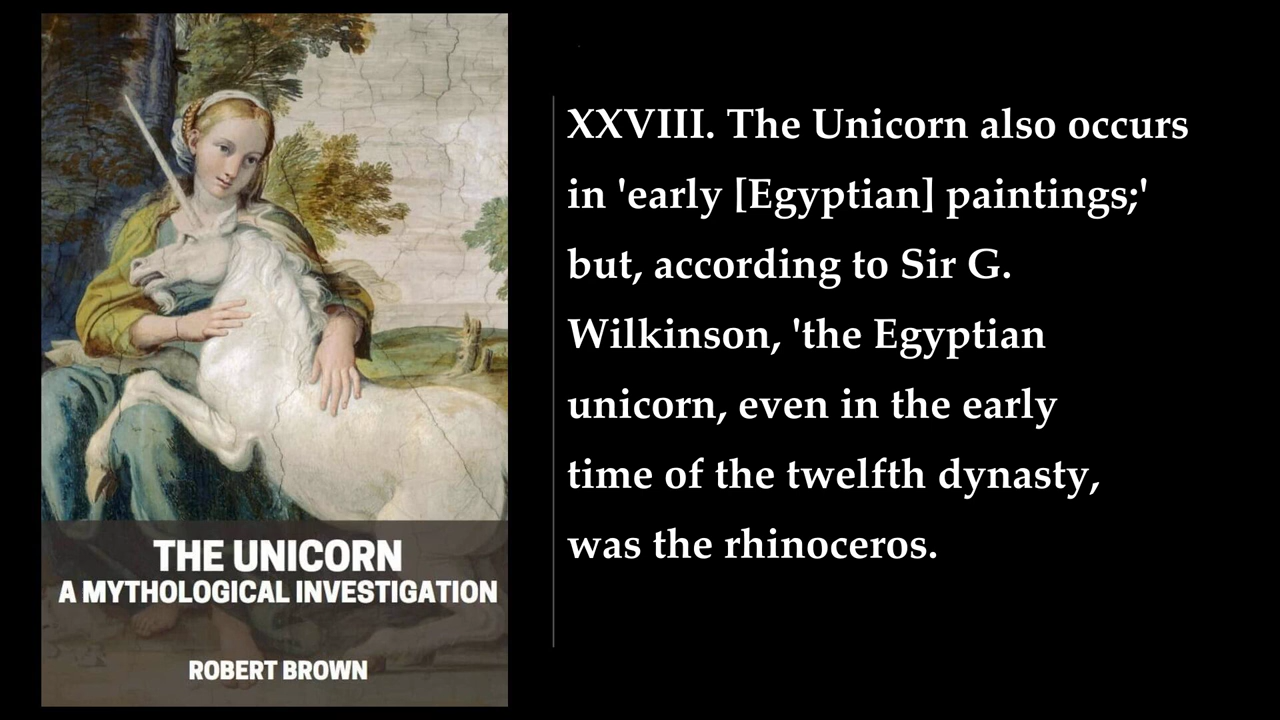 THE UNICORN
A MYTHOLOGICAL INVESTIGATION
ROBERT BROWN
XXVIII. The Unicorn also occurs
in 'early [Egyptian] paintings;'
but, according to Sir G.
Wilkinson, 'the Egyptian
unicorn, even in the early
time of the twelfth dynasty,
was the rhinoceros.